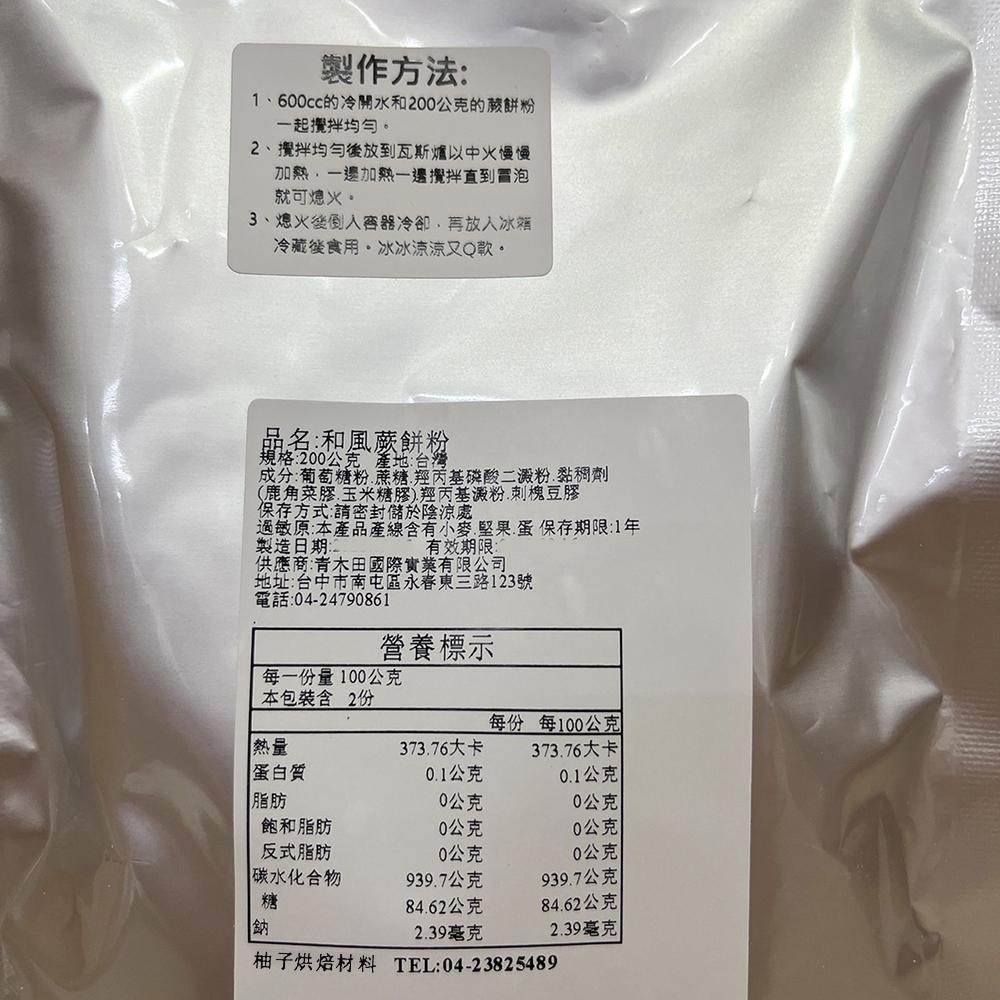 製作方法:
1、600cc的冷開水和200公克的蕨餅粉
一起攪拌均勻。
2、攪拌均勻後放到瓦斯爐以中火慢慢
加熱，一邊加熱一邊攪拌直到冒泡
就可熄火。
3、熄火後倒入容器冷卻，再放入冰箱
冷藏後食用。冰冰涼涼又Q軟。
品名:和風蕨餅粉
規格:200公克 產地:台灣
成分:葡萄糖粉.蔗糖.羥丙基磷酸二澱粉.黏稠劑
(鹿角菜膠.玉米糖膠).羥丙基澱粉.刺槐豆膠
保存方式:請密封儲於陰涼處
過敏原:本產品產線含有小麥.堅果.蛋 保存期限:1年
製造日期: 有效期限:
供應商:青木田國際實業有限公司
地址:台中市南屯區永春東三路123號
電話:04-24790861
營養標示
每一份量 100公克
本包裝含 2份
每份 每100公克
熱量 373.76大卡 373.76大卡
蛋白質 0.1公克 0.1公克
脂肪 0公克 0公克
飽和脂肪 0公克 0公克
反式脂肪 0公克 0公克
碳水化合物 939.7公克 939.7公克
糖 84.62公克 84.62公克
鈉 2.39毫克 2.39毫克
柚子烘焙材料 TEL:04-23825489